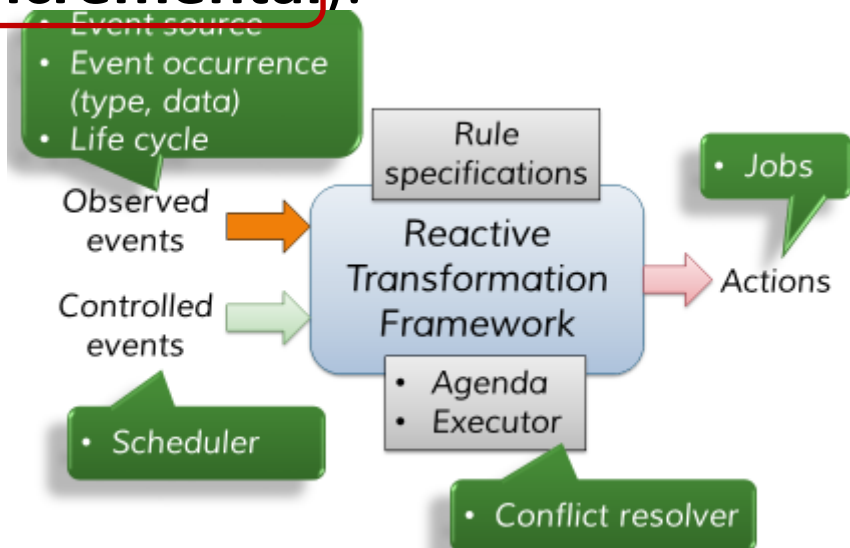 • Event source
• Event occurrence
(type, data)
• Life cycle
Rule
specifications
• Jobs
Observed
events
Reactive
Transformation
Framework
Actions
Controlled
events
• Agenda
• Executor
• Scheduler
• Conflict resolver